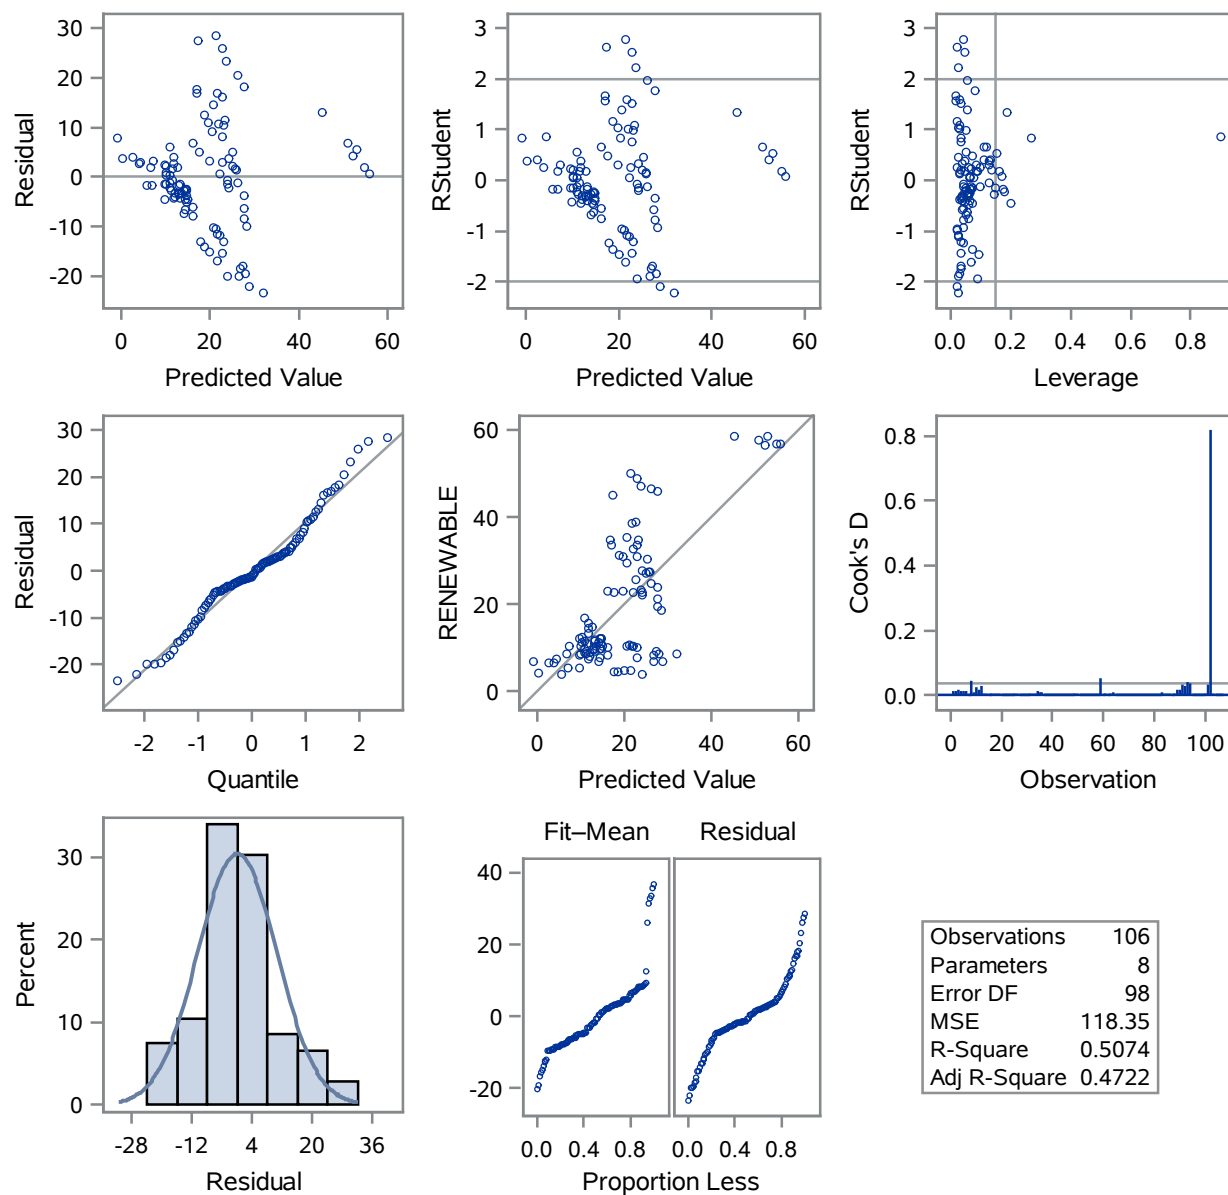 30
20
10
0
-10
-20
Residual
0 20 40
Predicted Value
3
2
1
0
-1
-2
RStudent
0 20 40 60
Predicted Value
3
2
1
0
-1
-2
RStudent
0.0 0.2 0.4 0.6 0.8
Leverage
30
20
10
0
-10
-20
Residual
-2 -1 0 1 2
Quantile
60
40
20
0
RENEWABLE
0 20 40 60
Predicted Value
0.8
0.6
0.4
0.2
0.0
Cook's D
0 20 40 60 80 100
Observation
30
20
10
0
Percent
-28 -12 4 20 36
Residual
Fit–Mean Residual
40
20
0
-20
0.0 0.4 0.8 0.0 0.4 0.8
Proportion Less
Observations 106
Parameters 8
Error DF 98
MSE 118.35
R-Square 0.5074
Adj R-Square 0.4722